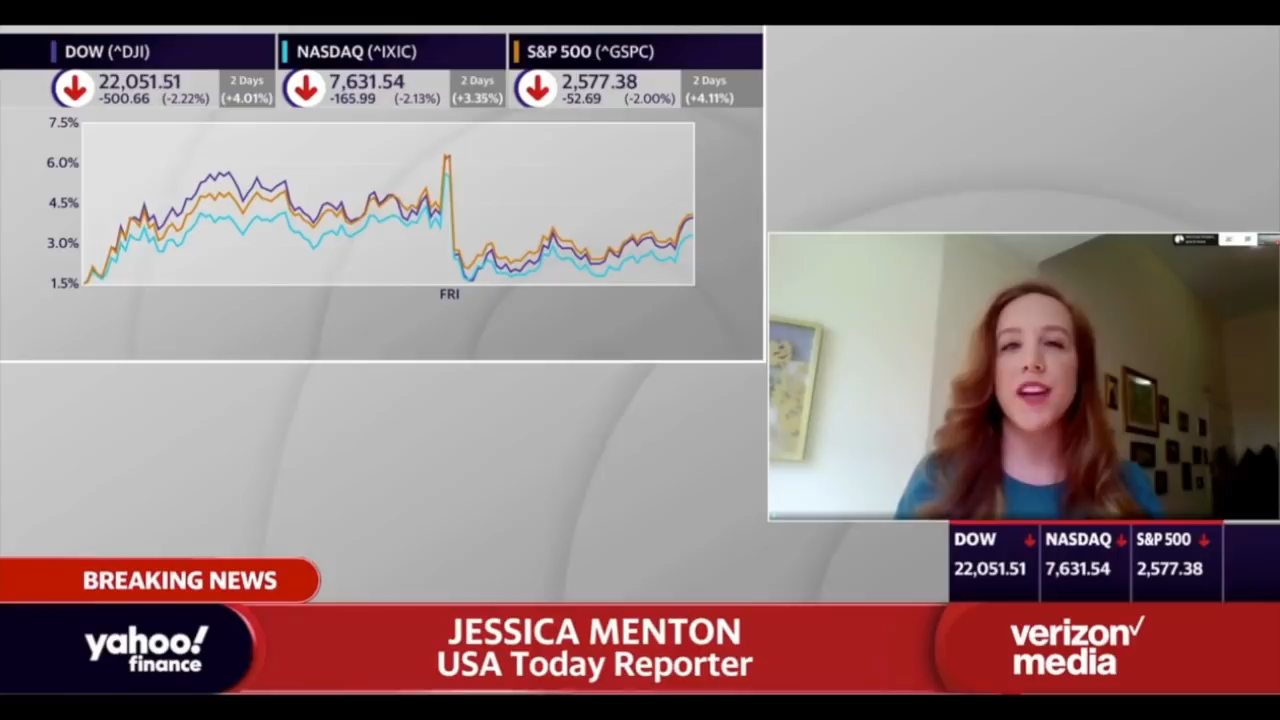 DOW (^DJI)
22,051.51
-500.66 (-2.22%)
2 Days
(+4.01%)
NASDAQ (^IXIC)
7,631.54
-165.99 (-2.13%)
2 Days
(+3.35%)
S&P 500 (^GSPC)
2,577.38
-52.69 (-2.00%)
2 Days
(+4.11%)
7.5%
6.0%
4.5%
3.0%
1.5%
FRI
DOW
22,051.51
NASDAQ
7,631.54
S&P 500
2,577.38
BREAKING NEWS
yahoo!
finance
JESSICA MENTON
USA Today Reporter
verizon✓
media